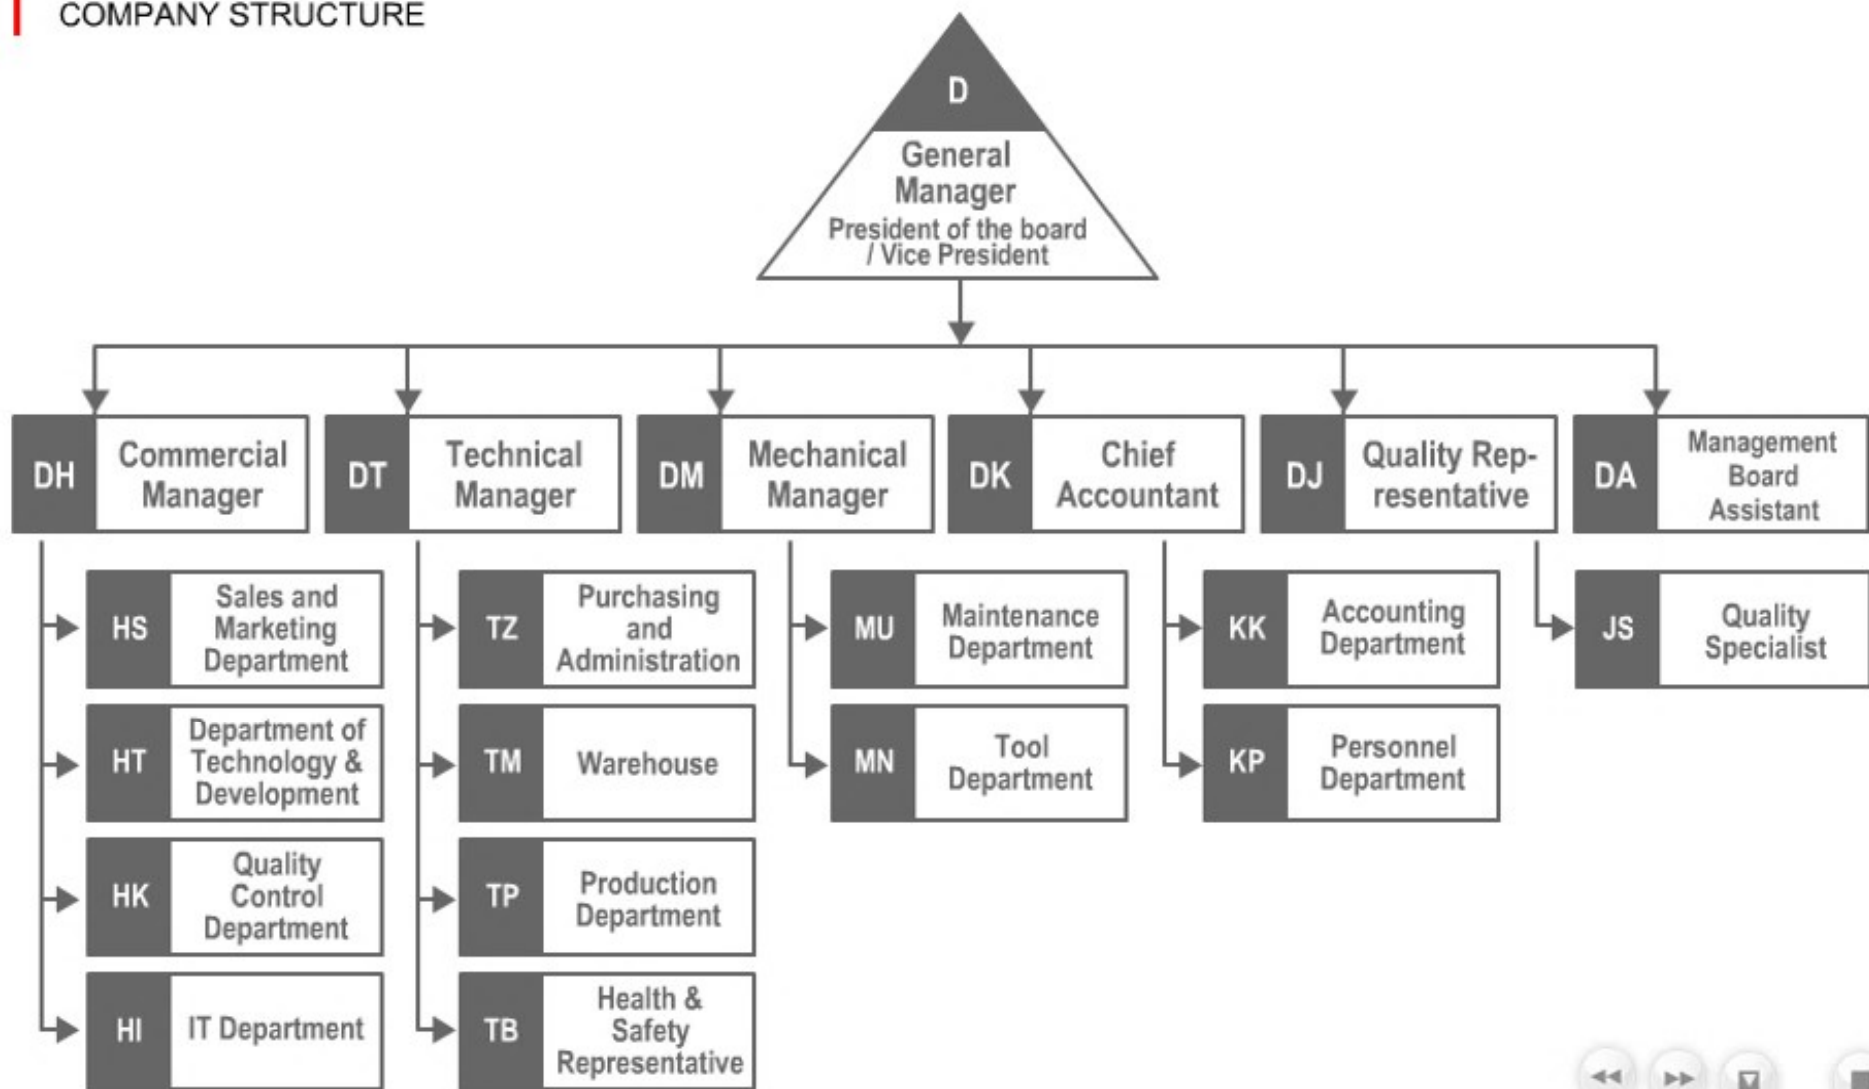 COMPANY STRUCTURE
D
General
Manager
President of the board
/ Vice President
DH
Commercial
Manager
DT
Technical
Manager
DM
Mechanical
Manager
DK
Chief
Accountant
DJ
Quality Rep-
resentative
DA
Management
Board
Assistant
HS
Sales and
Marketing
Department
TZ
Purchasing
and
Administration
MU
Maintenance
Department
KK
Accounting
Department
JS
Quality
Specialist
HT
Department of
Technology &
Development
TM
Warehouse
MN
Tool
Department
KP
Personnel
Department
HK
Quality
Control
Department
TP
Production
Department
HI
IT Department
TB
Health &
Safety
Representative